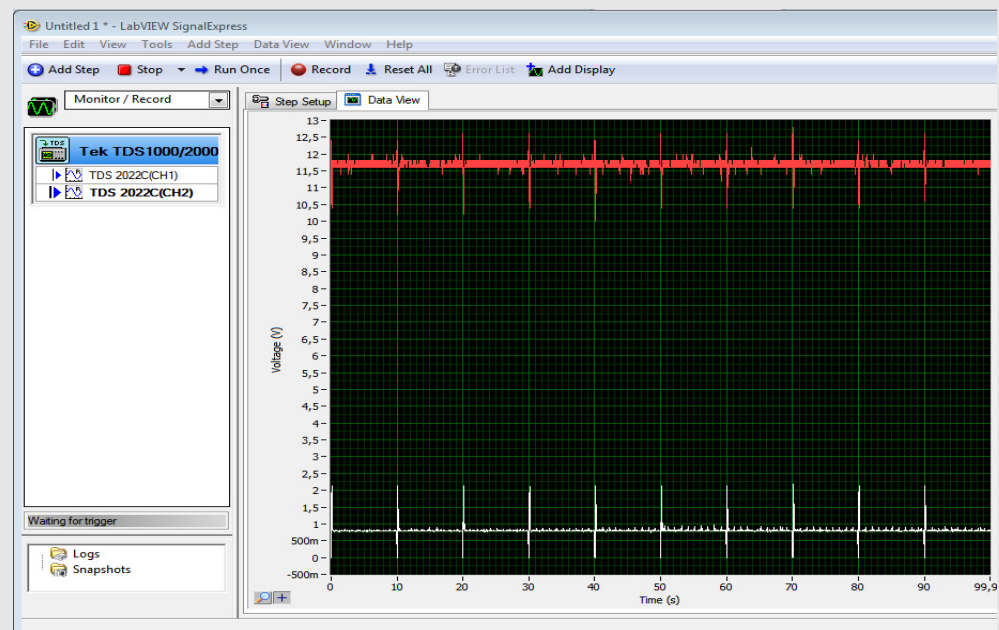 Untitled 1 * - LabVIEW SignalExpress
File Edit View Tools Add Step Data View Window Help
Add Step Stop Run Once Record Reset All Error List Add Display
Monitor / Record
Step Setup Data View
TDS
Tek TDS1000/2000
TDS 2022C(CH1)
TDS 2022C(CH2)
Waiting for trigger
Logs
Snapshots
Voltage (V)
13
12,5
12
11,5
11
10,5
10
9,5
9
8,5
8
7,5
7
6,5
6
5,5
5
4,5
4
3,5
3
2,5
2
1,5
1
500m
0
-500m
0 10 20 30 40 50 60 70 80 90 99,9
Time (s)